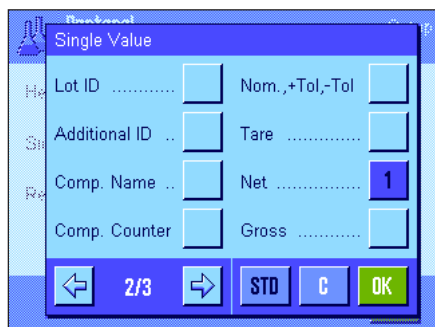 Single Value
Lot ID ............
Nom.,+Tol,-Tol
Additional ID ..
Tare .............
Comp. Name ..
Net ............... 1
Comp. Counter
Gross ...........
2/3
STD
C
OK